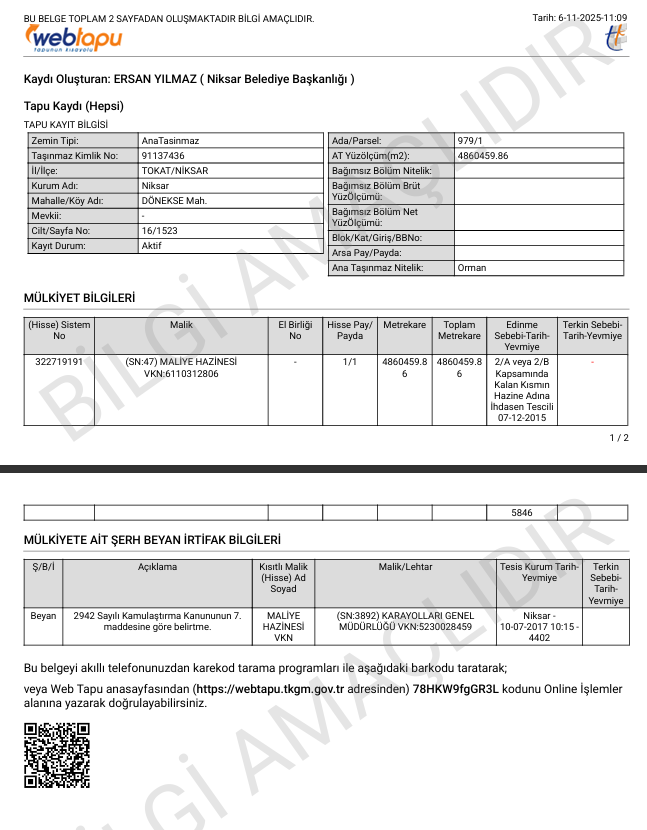 BU BELGE TOPLAM 2 SAYFADAN OLUŞMAKTADIR BİLGİ AMAÇLIDIR.
Tarih: 6-11-2025-11:09
webtapu
tapunun kısayolu
Kaydı Oluşturan: ERSAN YILMAZ ( Niksar Belediye Başkanlığı )
Tapu Kaydı (Hepsi)
TAPU KAYIT BİLGİSİ
Zemin Tipi: AnaTasinmaz
Taşınmaz Kimlik No: 91137436
İl/İlçe: TOKAT/NİKSAR
Kurum Adı: Niksar
Mahalle/Köy Adı: DÖNEKSE Mah.
Mevkii: -
Cilt/Sayfa No: 16/1523
Kayıt Durum: Aktif
Ada/Parsel: 979/1
AT Yüzölçüm(m2): 4860459.86
Bağımsız Bölüm Nitelik:
Bağımsız Bölüm Brüt
YüzÖlçümü:
Bağımsız Bölüm Net
YüzÖlçümü:
Blok/Kat/Giriş/BBNo:
Arsa Pay/Payda:
Ana Taşınmaz Nitelik: Orman
MÜLKİYET BİLGİLERİ
(Hisse) Sistem No
Malik
El Birliği No
Hisse Pay/ Payda
Metrekare
Toplam Metrekare
Edinme Sebebi-Tarih- Yevmiye
Terkin Sebebi- Tarih-Yevmiye
322719191
(SN:47) MALİYE HAZİNESİ
VKN:6110312806
-
1/1
4860459.8
6
4860459.8
6
2/A veya 2/B
Kapsamında
Kalan Kısmın
Hazine Adına
İhdasen Tescili
07-12-2015
-
1 / 2
5846
MÜLKİYETE AİT ŞERH BEYAN İRTİFAK BİLGİLERİ
Ş/B/İ
Açıklama
Kısıtlı Malik
(Hisse) Ad
Soyad
Malik/Lehtar
Tesis Kurum Tarih-
Yevmiye
Terkin
Sebebi-
Tarih-
Yevmiye
Beyan
2942 Sayılı Kamulaştırma Kanununun 7.
maddesine göre belirtme.
MALİYE
HAZİNESİ
VKN
(SN:3892) KARAYOLLARI GENEL
MÜDÜRLÜĞÜ VKN:5230028459
Niksar -
10-07-2017 10:15 -
4402
Bu belgeyi akıllı telefonunuzdan karekod tarama programları ile aşağıdaki barkodu taratarak;
veya Web Tapu anasayfasından (https://webtapu.tkgm.gov.tr adresinden) 78HKW9fgGR3L kodunu Online İşlemler
alanına yazarak doğrulayabilirsiniz.
BİLGİ AMAÇLIDIR
BİLGİ AMAÇLIDIR